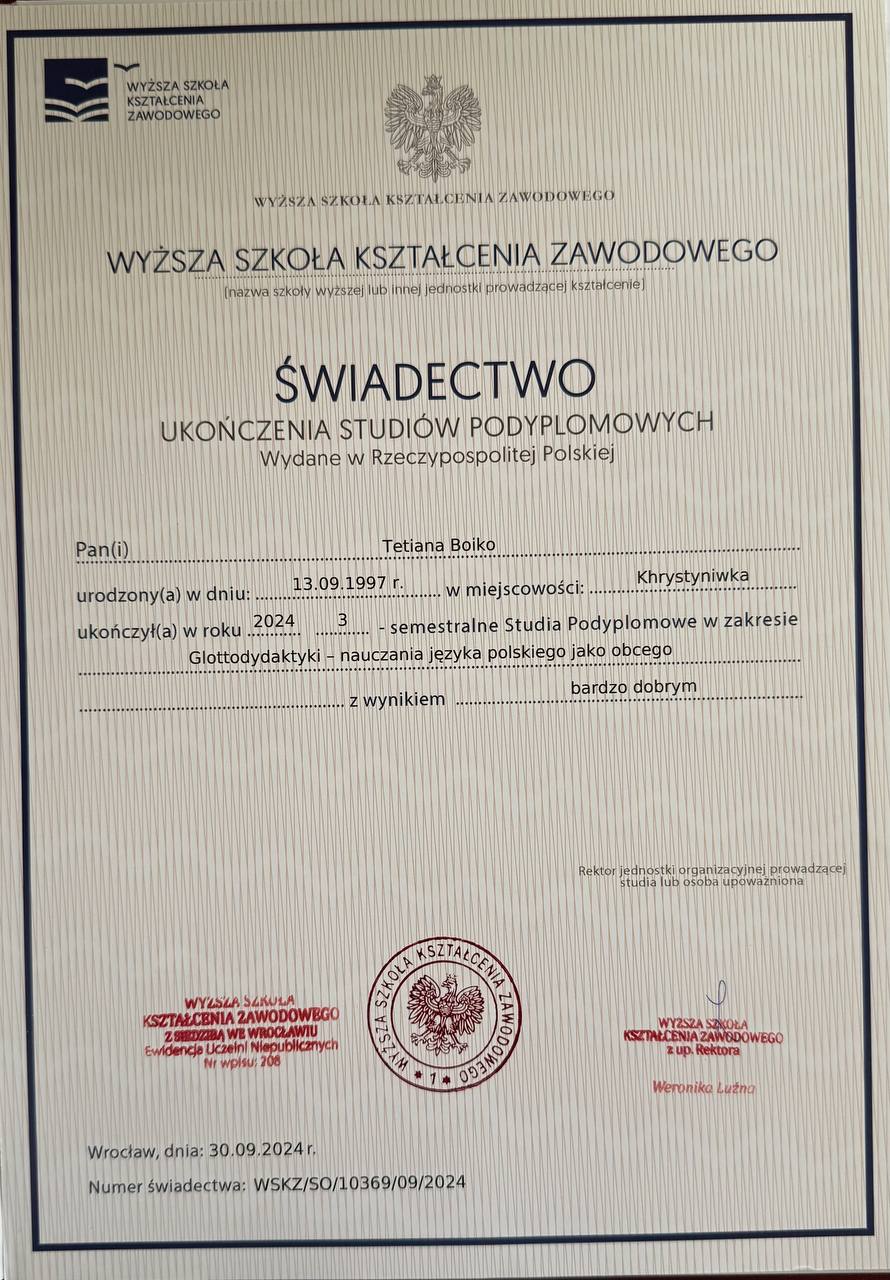 WYŻSZA SZKOŁA
KSZTAŁCENIA
ZAWODOWEGO
WYŻSZA SZKOŁA KSZTAŁCENIA ZAWODOWEGO
WYŻSZA SZKOŁA KSZTAŁCENIA ZAWODOWEGO
(nazwa szkoły wyższej lub innej jednostki prowadzącej kształcenie)
ŚWIADECTWO
UKOŃCZENIA STUDIÓW PODYPLOMOWYCH
Wydane w Rzeczypospolitej Polskiej
Pan(i) Tetiana Boiko
urodzony(a) w dniu: 13.09.1997 r. w miejscowości: Khrystyniwka
ukończył(a) w roku 2024 3 - semestralne Studia Podyplomowe w zakresie
Glottodydaktyki – nauczania języka polskiego jako obcego
z wynikiem bardzo dobrym
Rektor jednostki organizacyjnej prowadzącej
studia lub osoba upoważniona
WYŻSZA SZKOŁA
KSZTAŁCENIA ZAWODOWEGO
Z SIEDZIBĄ WE WROCŁAWIU
Ewidencja Uczelni Niepublicznych
Nr wpisu: 208
WYŻSZA SZKOŁA KSZTAŁCENIA ZAWODOWEGO
* 1 *
WYŻSZA SZKOŁA
KSZTAŁCENIA ZAWODOWEGO
z up. Rektora
Weronika Luźna
Wrocław, dnia: 30.09.2024 r.
Numer świadectwa: WSKZ/SO/10369/09/2024